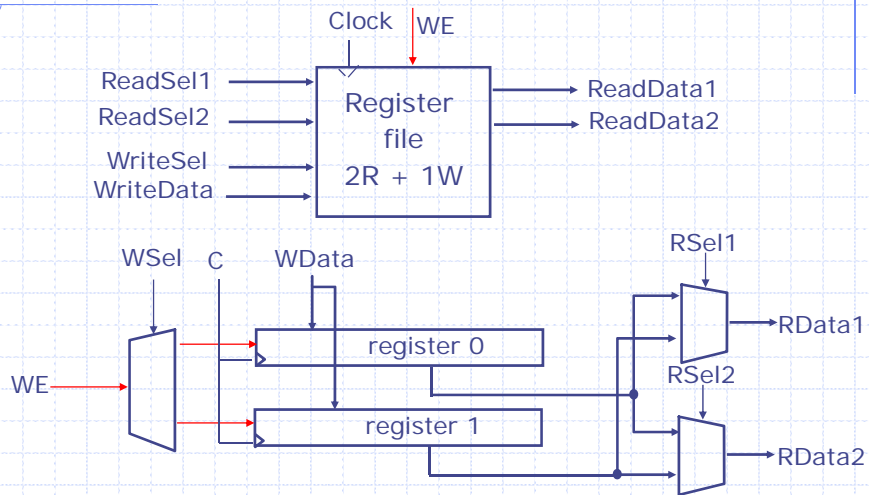 Clock
WE
ReadSel1
ReadSel2
WriteSel
WriteData
Register
file
2R + 1W
ReadData1
ReadData2
WSel
C
WData
RSel1
register 0
RData1
WE
RSel2
register 1
RData2